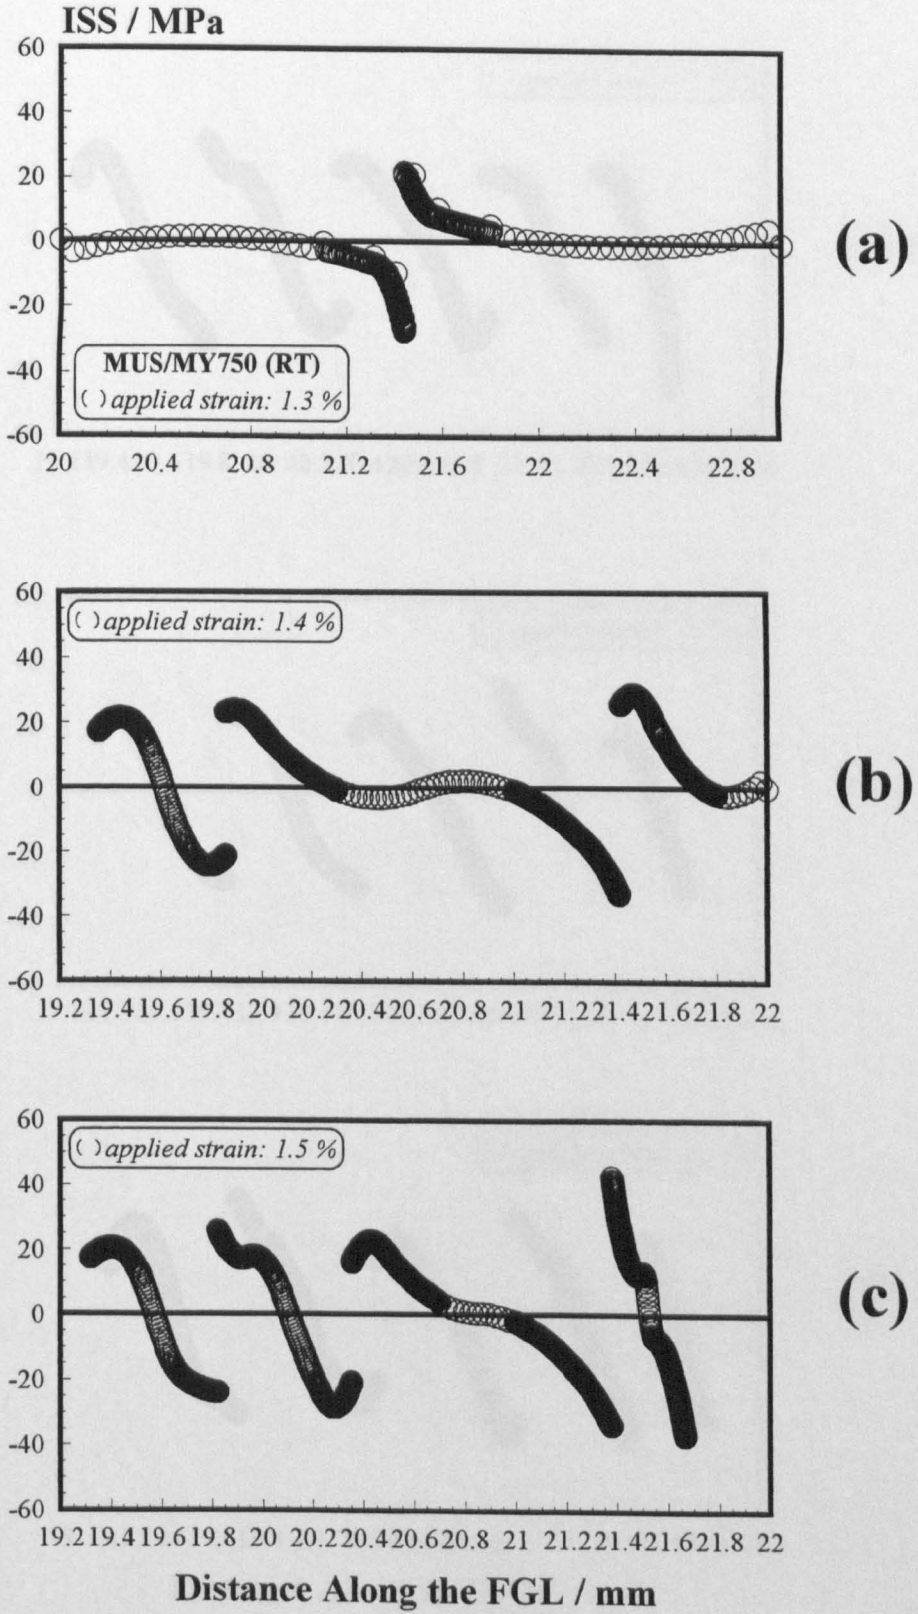 ISS / MPa
60
40
20
0
-20
-40
-60
MUS/MY750 (RT)
( ) applied strain: 1.3 %
20 20.4 20.8 21.2 21.6 22 22.4 22.8
(a)
60
40
20
0
-20
-40
-60
( ) applied strain: 1.4 %
19.2 19.4 19.6 19.8 20 20.2 20.4 20.6 20.8 21 21.2 21.4 21.6 21.8 22
(b)
60
40
20
0
-20
-40
-60
( ) applied strain: 1.5 %
19.2 19.4 19.6 19.8 20 20.2 20.4 20.6 20.8 21 21.2 21.4 21.6 21.8 22
(c)
Distance Along the FGL / mm